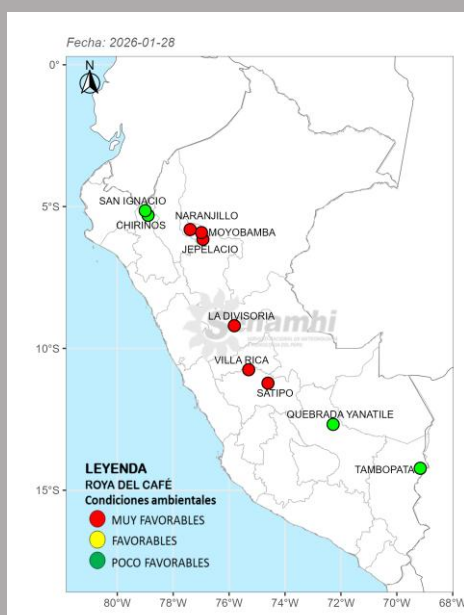 Fecha: 2026-01-28
N
0°
SAN IGNACIO
NARANJILLO
5°S
CHIRINOS
MOYOBAMBA
JEPELACIO
LA DIVISORIA
Senamhi
10°S
VILLA RICA
SATIPO
QUEBRADA YANATILE
TAMBOPATA
LEYENDA
15°S
ROYA DEL CAFÉ
Condiciones ambientales
MUY FAVORABLES
FAVORABLES
POCO FAVORABLES
80°W 78°W 76°W 74°W 72°W 70°W 68°W